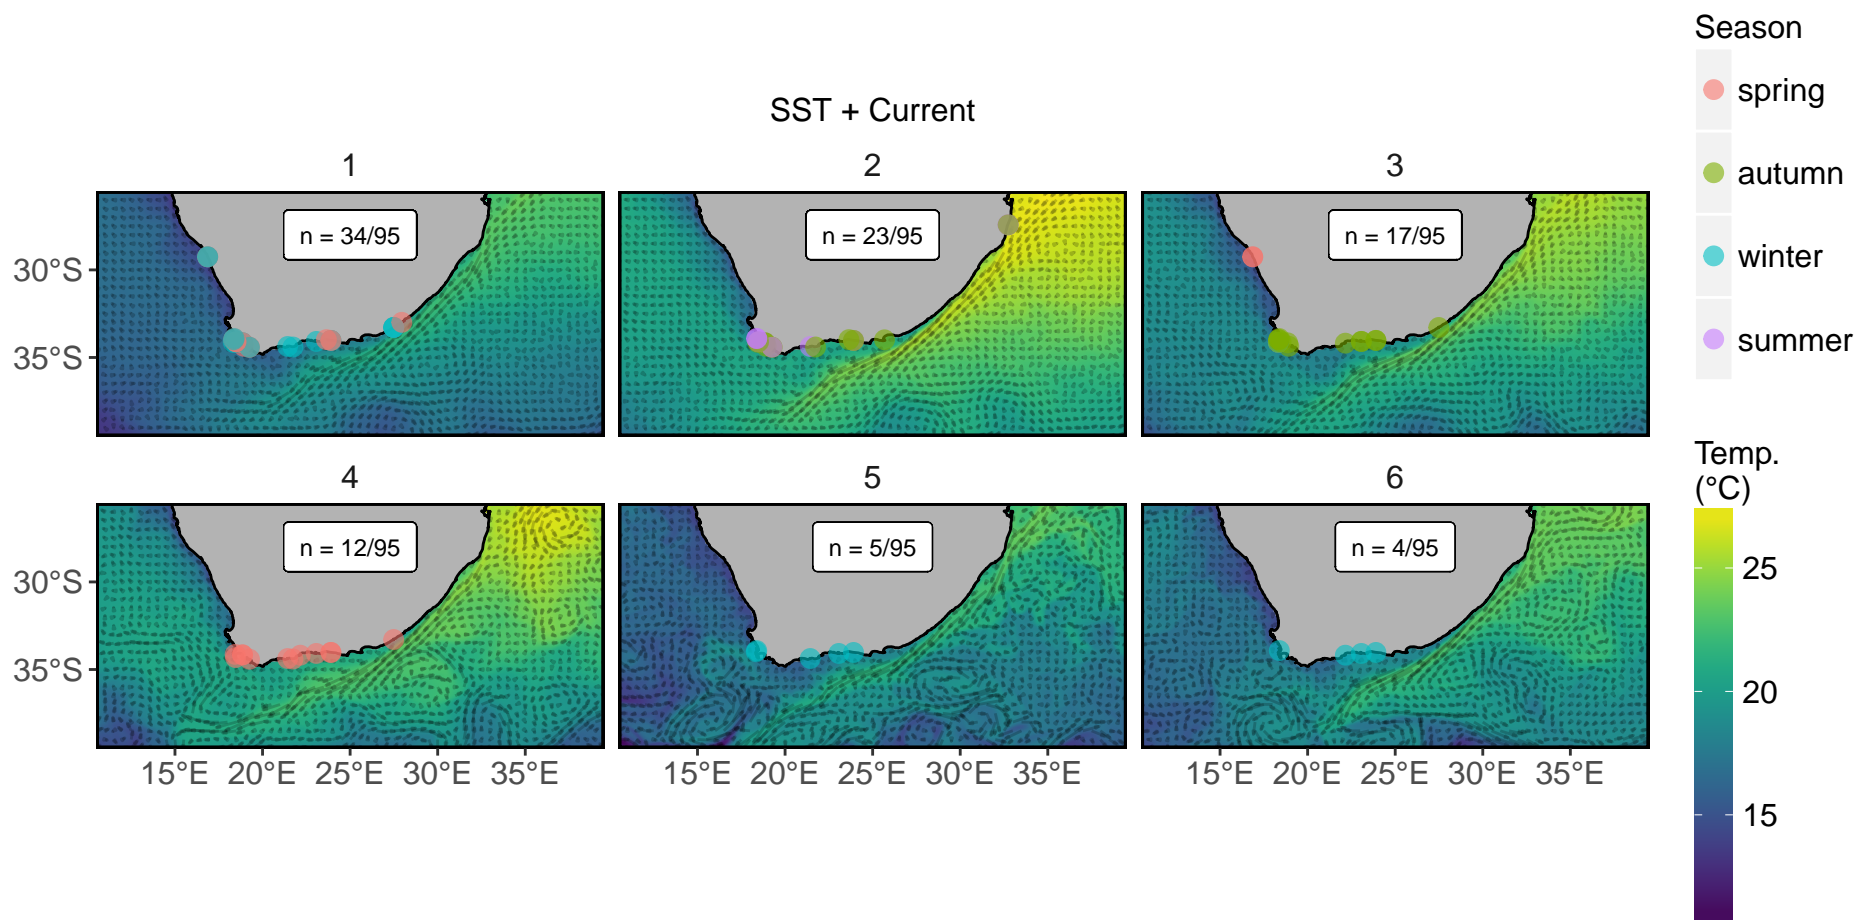 SST + Current
1
2
3
n = 34/95
n = 23/95
n = 17/95
30°S
35°S
4
5
6
n = 12/95
n = 5/95
n = 4/95
30°S
35°S
15°E 20°E 25°E 30°E 35°E
15°E 20°E 25°E 30°E 35°E
15°E 20°E 25°E 30°E 35°E
Season
spring
autumn
winter
summer
Temp.
(°C)
25
20
15